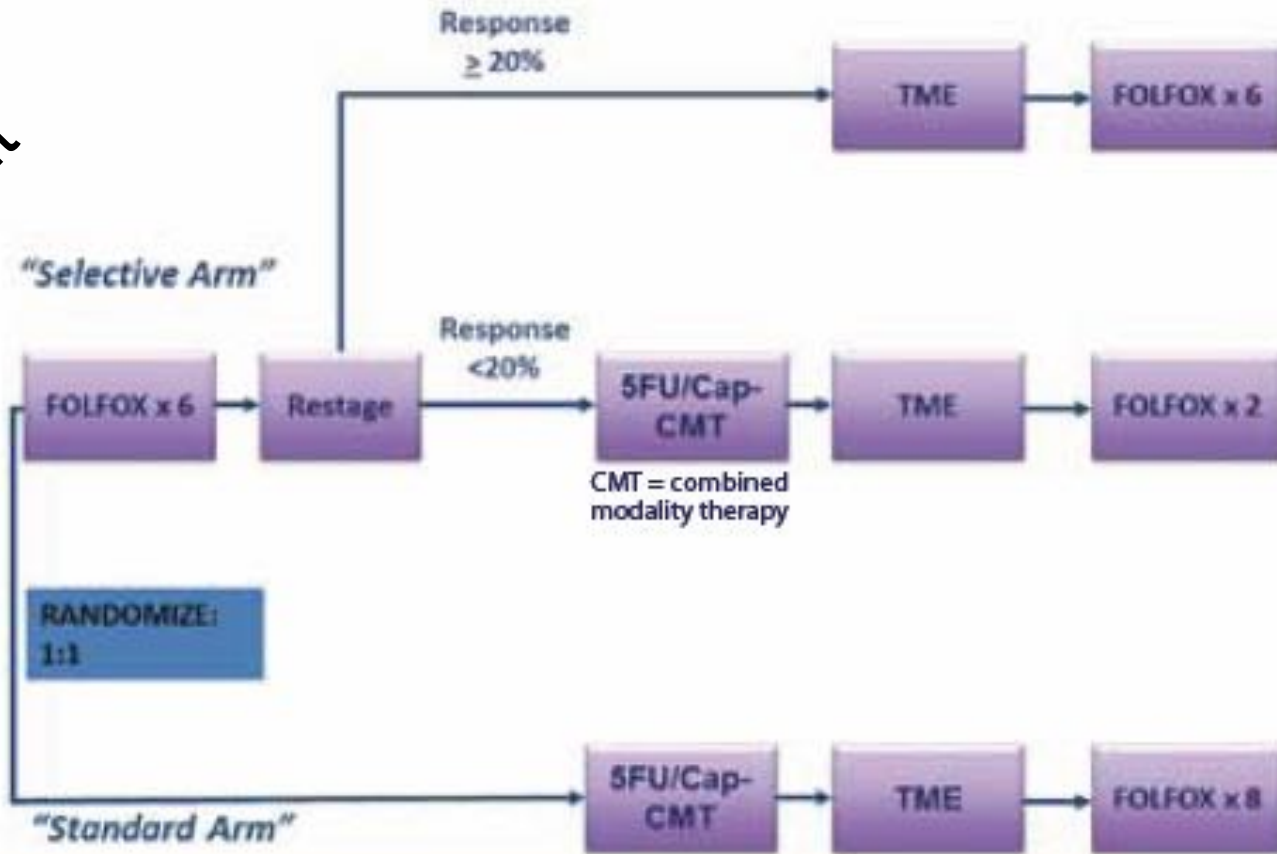 Response
≥ 20%
TME
FOLFOX x 6
"Selective Arm"
Response
<20%
FOLFOX x 6
Restage
5FU/Cap-
CMT
TME
FOLFOX x 2
CMT = combined
modality therapy
RANDOMIZE:
1:1
5FU/Cap-
CMT
TME
FOLFOX x 8
"Standard Arm"